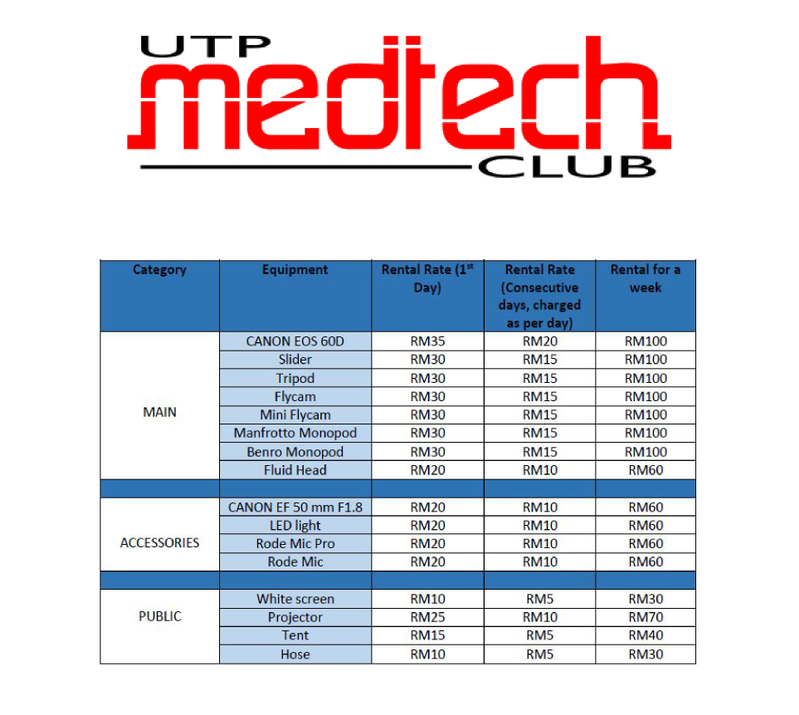 UTP
medtech
CLUB
Category Equipment Rental Rate (1st Day) Rental Rate (Consecutive days, charged as per day) Rental for a week
MAIN
CANON EOS 60D RM35 RM20 RM100
Slider RM30 RM15 RM100
Tripod RM30 RM15 RM100
Flycam RM30 RM15 RM100
Mini Flycam RM30 RM15 RM100
Manfrotto Monopod RM30 RM15 RM100
Benro Monopod RM30 RM15 RM100
Fluid Head RM20 RM10 RM60
ACCESSORIES
CANON EF 50 mm F1.8 RM20 RM10 RM60
LED light RM20 RM10 RM60
Rode Mic Pro RM20 RM10 RM60
Rode Mic RM20 RM10 RM60
PUBLIC
White screen RM10 RM5 RM30
Projector RM25 RM10 RM70
Tent RM15 RM5 RM40
Hose RM10 RM5 RM30